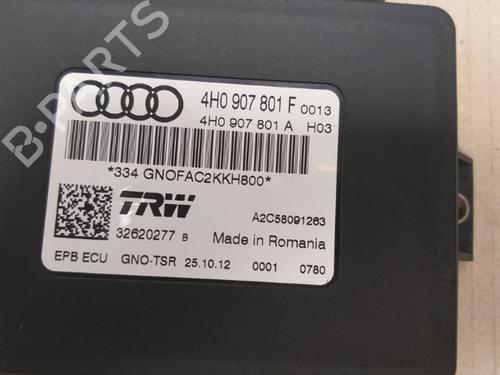 4H0 907 801 F 0013
4H0 907 801 A H03
*334 GNOFAC2KKH800*
TRW
A2C58091263
32620277 B Made in Romania
EPB ECU GNO-TSR 25.10.12 0001 0780
B-PARTS